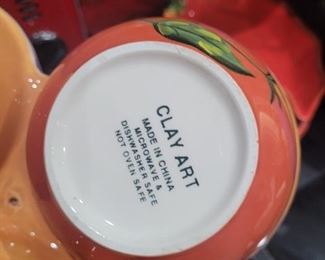 CLAY ART
MADE IN CHINA
MICROWAVE &
DISHWASHER SAFE
NOT OVEN SAFE